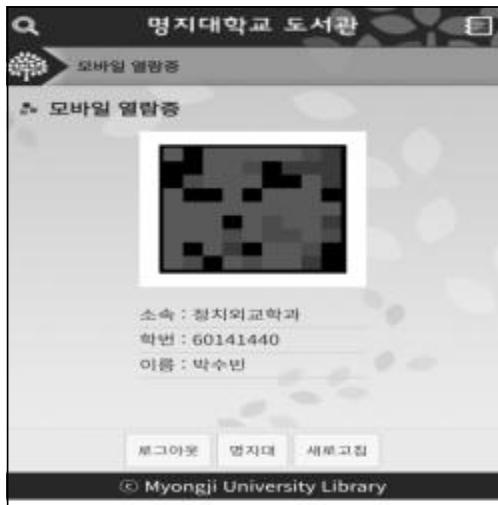 명지대학교 도서관
모바일 열람증
모바일 열람증
소속 : 정치외교학과
학번 : 60141440
이름 : 박수빈
로그아웃 명지대 새로고침
ⓒ Myongji University Library